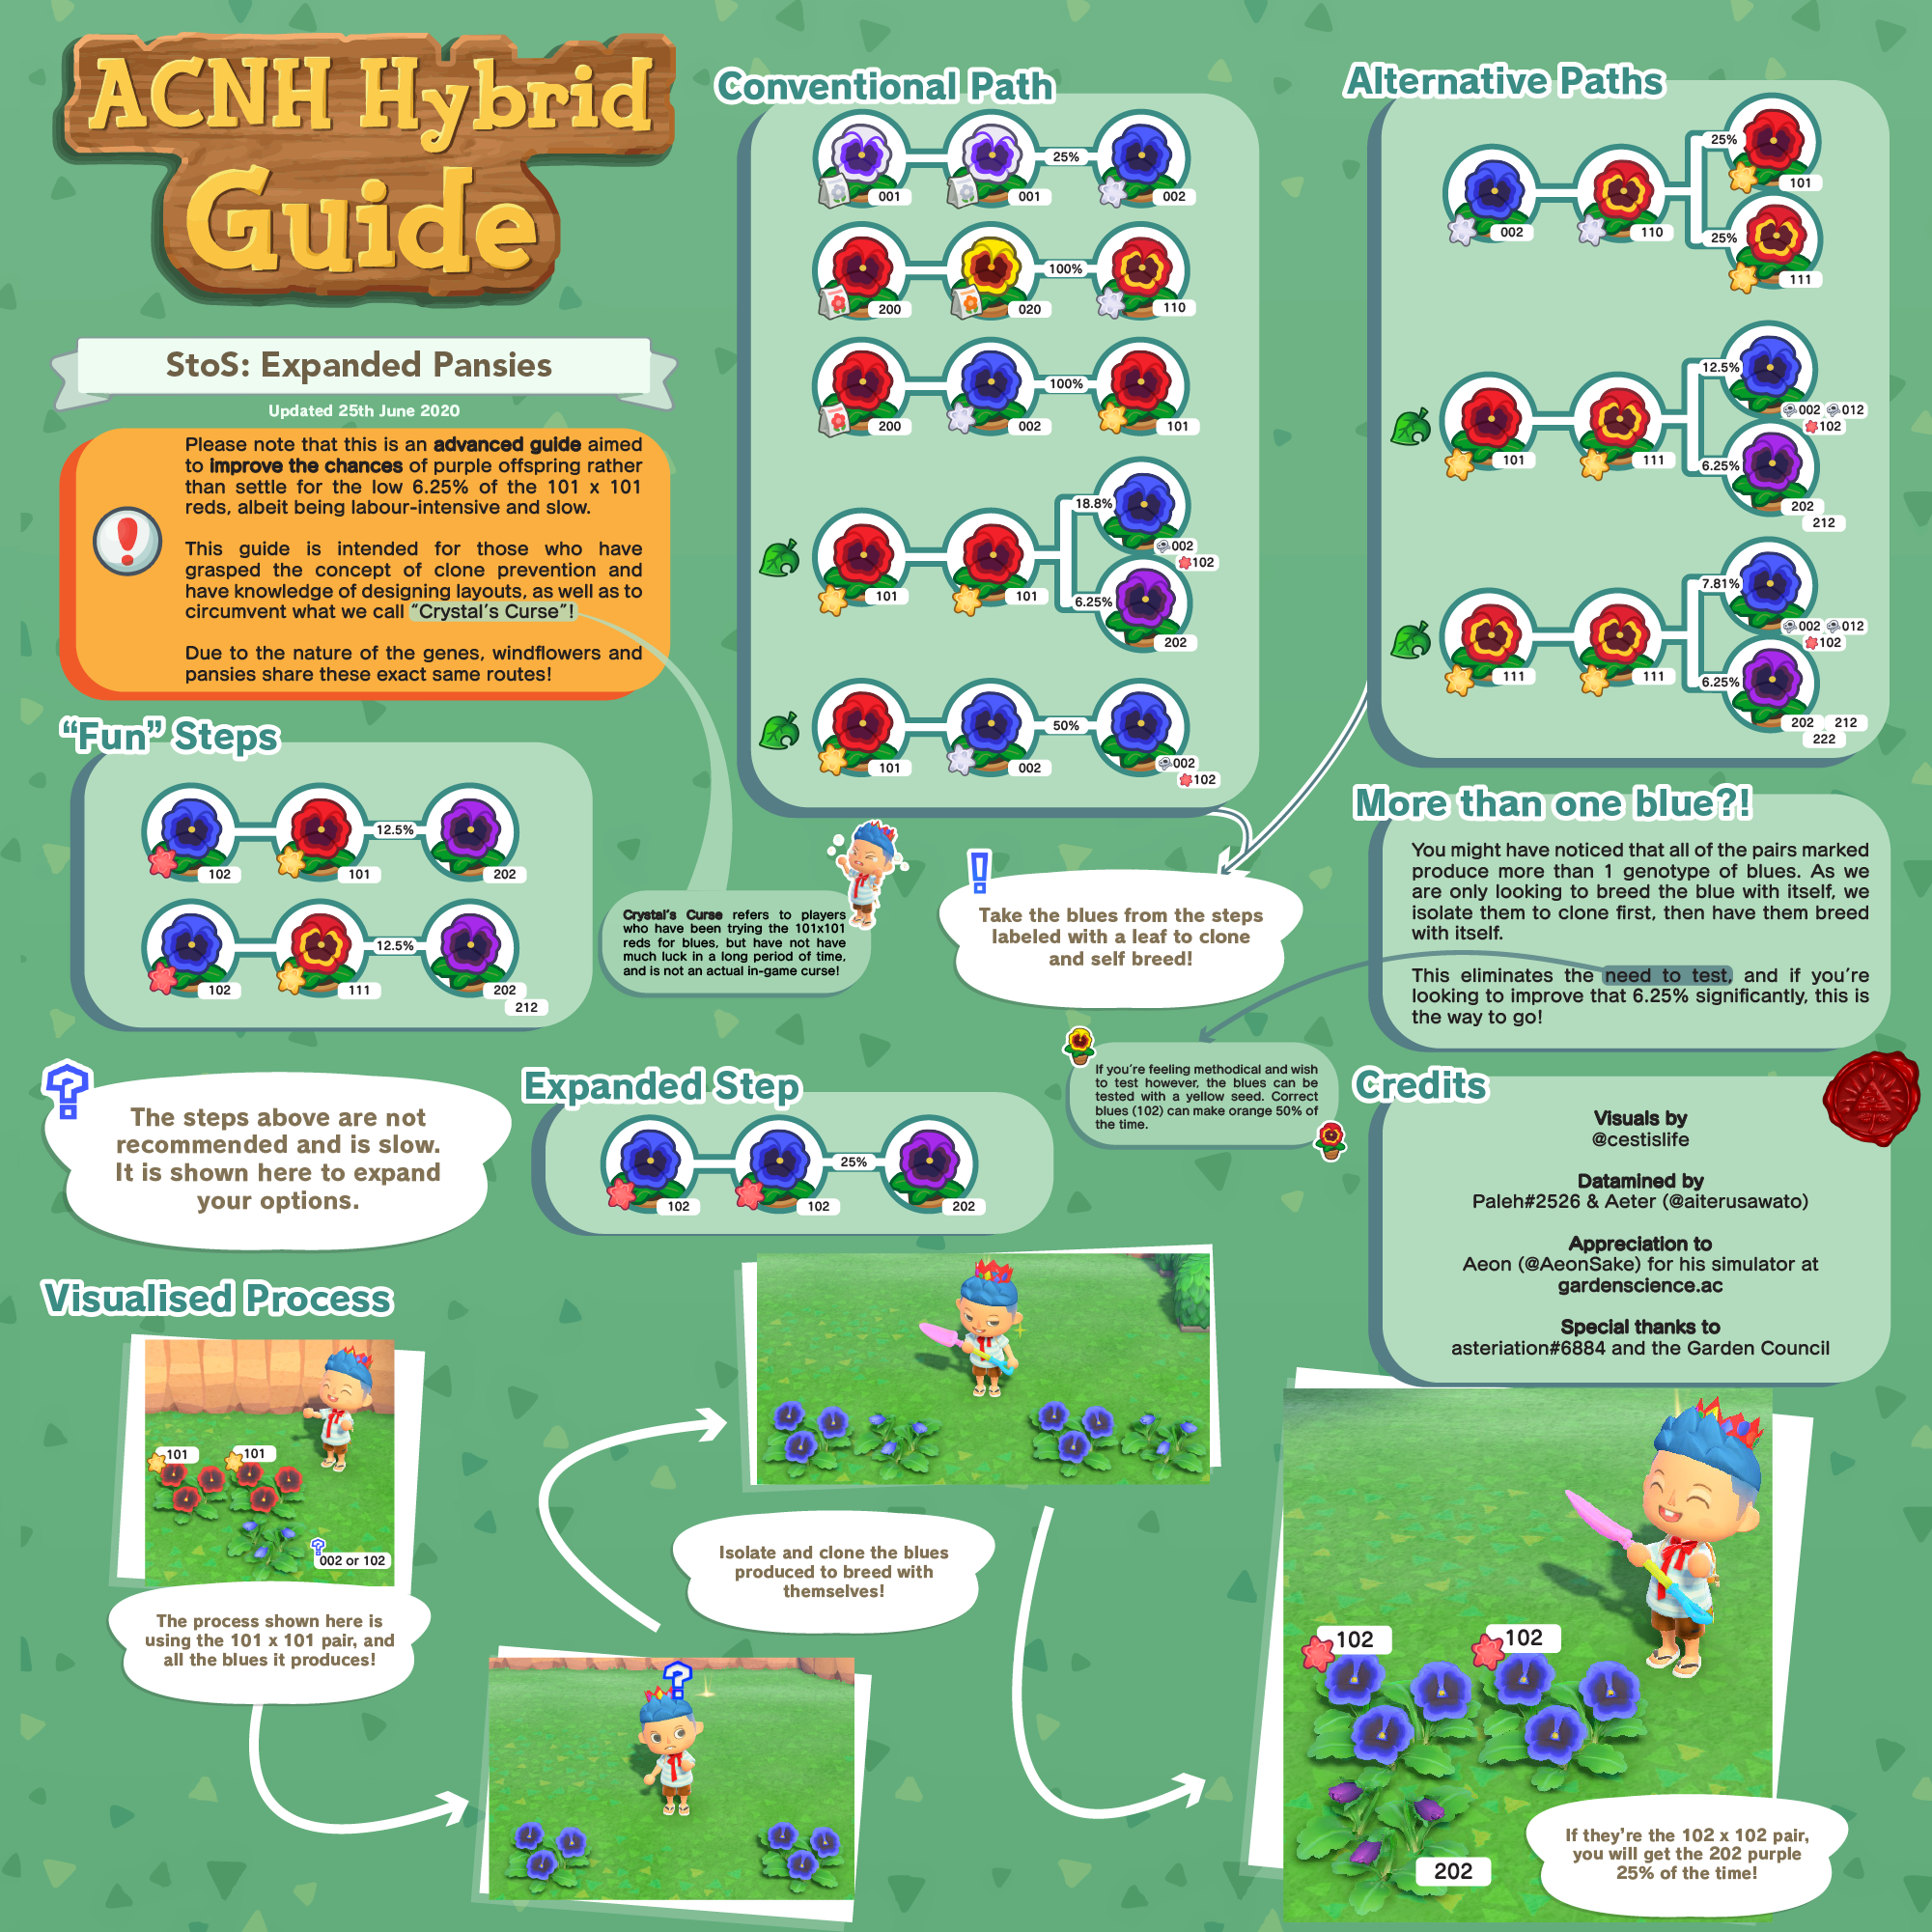 ACNH Hybrid
Guide
StoS: Expanded Pansies
Updated 25th June 2020
Please note that this is an advanced guide aimed
to improve the chances of purple offspring rather
than settle for the low 6.25% of the 101 x 101
reds, albeit being labour-intensive and slow.
This guide is intended for those who have
grasped the concept of clone prevention and
have knowledge of designing layouts, as well as to
circumvent what we call “Crystal’s Curse”!
Due to the nature of the genes, windflowers and
pansies share these exact same routes!
Conventional Path
25%
001
001
002
100%
200
020
110
100%
200
002
101
18.8%
002
102
6.25%
101
101
202
50%
101
002
002
102
Alternative Paths
25%
101
002
110
25%
111
12.5%
002
012
102
101
111
6.25%
202
212
7.81%
002
012
102
111
111
6.25%
202
212
222
“Fun” Steps
12.5%
102
101
202
12.5%
102
111
202
212
Crystal’s Curse refers to players
who have been trying the 101x101
reds for blues, but have not have
much luck in a long period of time,
and is not an actual in-game curse!
!
Take the blues from the steps
labeled with a leaf to clone
and self breed!
More than one blue?!
You might have noticed that all of the pairs marked
produce more than 1 genotype of blues. As we
are only looking to breed the blue with itself, we
isolate them to clone first, then have them breed
with itself.
This eliminates the need to test, and if you’re
looking to improve that 6.25% significantly, this is
the way to go!
If you’re feeling methodical and wish
to test however, the blues can be
tested with a yellow seed. Correct
blues (102) can make orange 50% of
the time.
?
The steps above are not
recommended and is slow.
It is shown here to expand
your options.
Expanded Step
25%
102
102
202
Credits
Visuals by
@cestislife
Datamined by
Paleh#2526 & Aeter (@aiterusawato)
Appreciation to
Aeon (@AeonSake) for his simulator at
gardenscience.ac
Special thanks to
asteriation#6884 and the Garden Council
Visualised Process
101
101
?
002 or 102
The process shown here is
using the 101 x 101 pair, and
all the blues it produces!
?
Isolate and clone the blues
produced to breed with
themselves!
102
102
202
If they’re the 102 x 102 pair,
you will get the 202 purple
25% of the time!